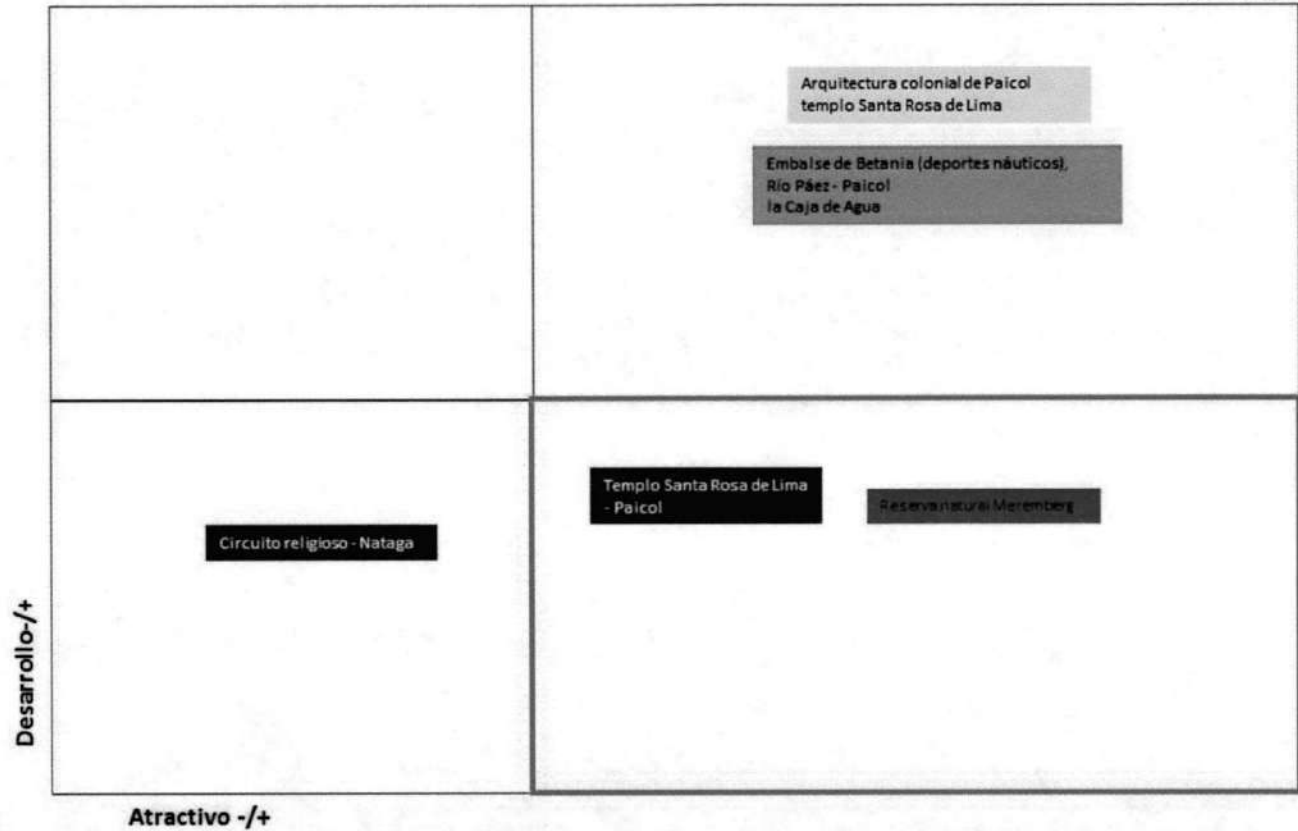 Arquitectura colonial de Paicol
templo Santa Rosa de Lima
Embalse de Betania (deportes náuticos),
Río Páez - Paicol
la Caja de Agua
Templo Santa Rosa de Lima
- Paicol
Reserva natural Meremberg
Circuito religioso - Nataga
Desarrollo-/+
Atractivo -/+